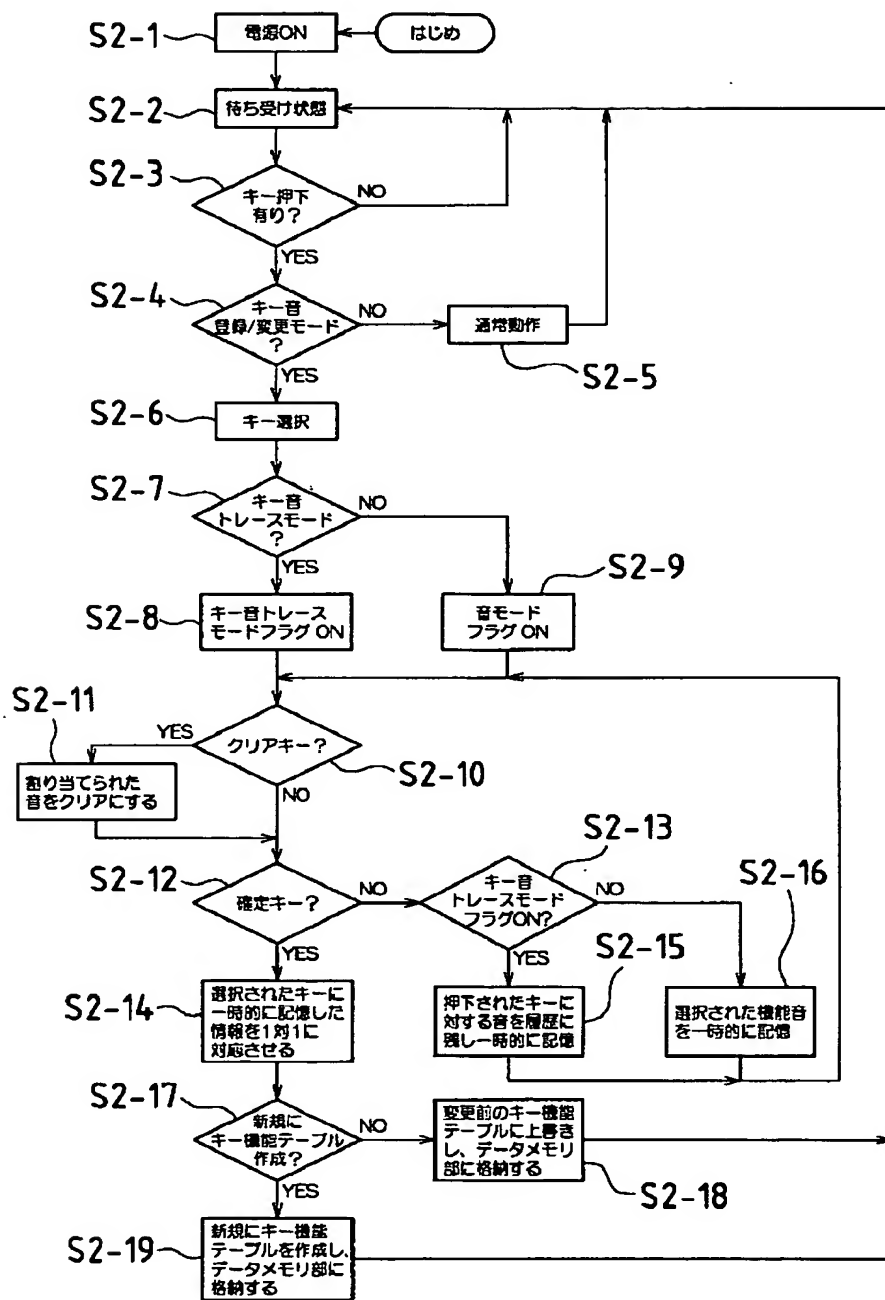 S2-1
電源ON
はじめ
S2-2
待ち受け状態
S2-3
キー押下
有り？
NO
YES
S2-4
キー音
登録/変更モード
？
NO
通常動作
YES
S2-5
S2-6
キー選択
S2-7
キー音
トレースモード
？
NO
YES
S2-9
S2-8
キー音トレース
モードフラグ ON
音モード
フラグ ON
S2-11
YES
クリアキー？
S2-10
割り当てられた
音をクリアにする
NO
S2-13
S2-12
確定キー？
NO
キー音
トレースモード
フラグON？
NO
S2-16
YES
YES
S2-15
S2-14
選択されたキーに
一時的に記憶した
情報を1対1に
対応させる
押下されたキーに
対する音を履歴に
残し一時的に記憶
選択された機能音
を一時的に記憶
S2-17
新規に
キー機能テーブル
作成？
NO
変更前のキー機能
テーブルに上書き
し、データメモリ
部に格納する
YES
S2-18
S2-19
新規にキー機能
テーブルを作成し、
データメモリ部に
格納する